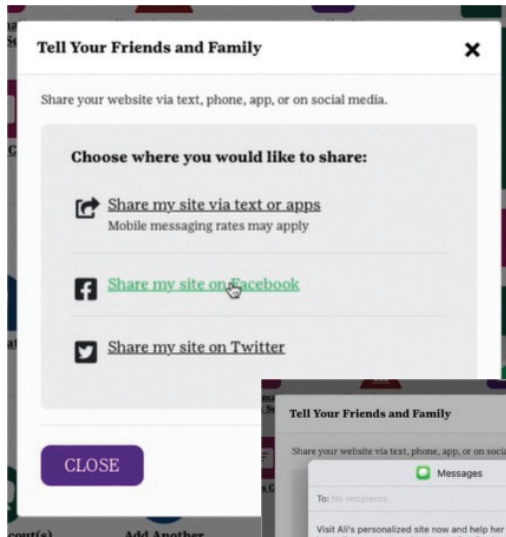 Tell Your Friends and Family
Share your website via text, phone, app, or on social media.
Choose where you would like to share:
Share my site via text or apps
Mobile messaging rates may apply
Share my site on Facebook
Share my site on Twitter
CLOSE
Add Another
Tell Your Friends and Family
Share your website via text, phone, app, or on socia
Messages
To: No recipients
Visit Ali's personalized site now and help her